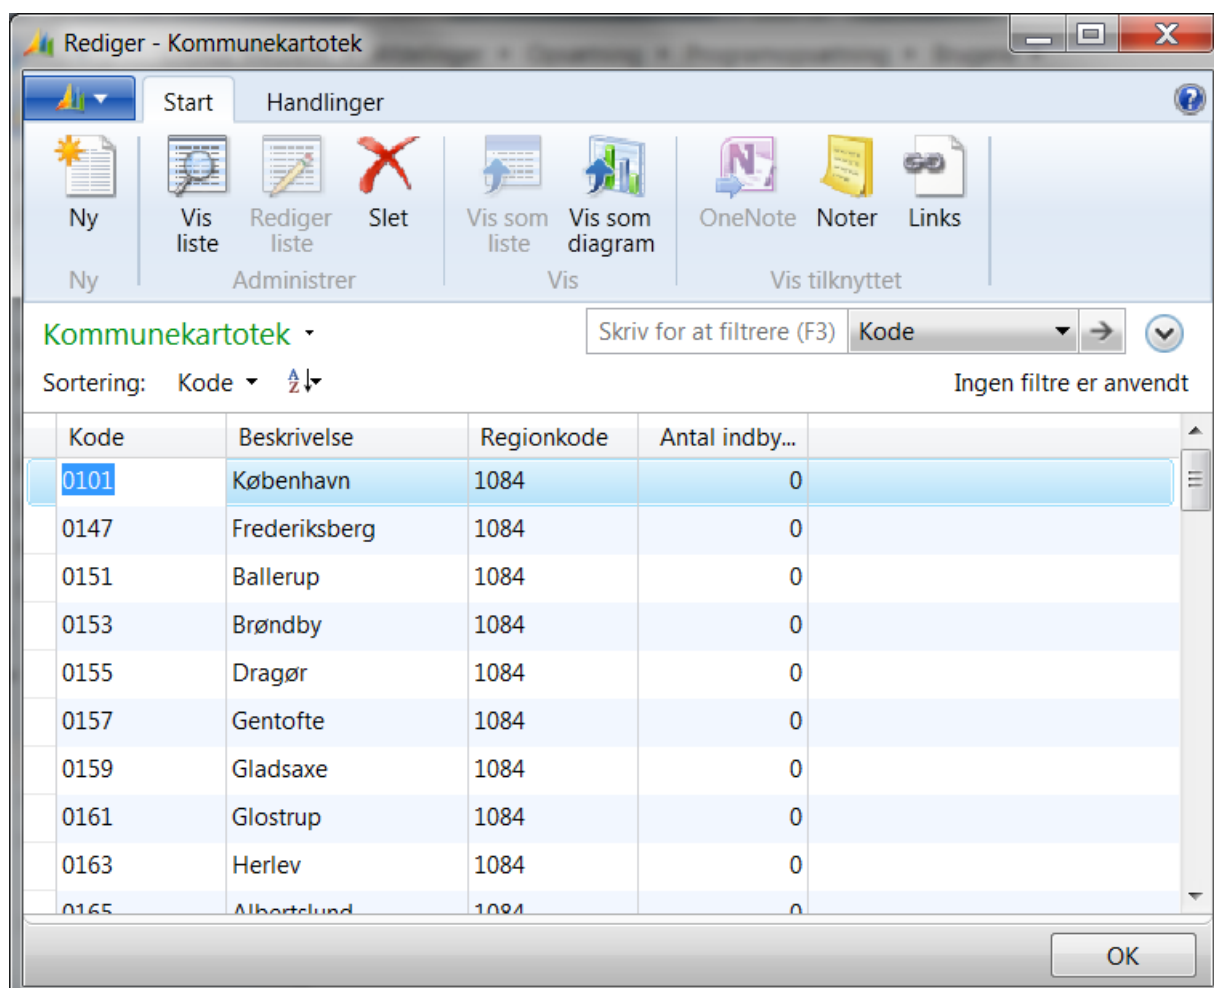 Rediger - Kommunekartotek
Start Handlinger
Ny Vis liste Rediger liste Slet Vis som liste Vis som diagram OneNote Noter Links
Ny Administrer Vis Vis tilknyttet
Kommunekartotek Skriv for at filtrere (F3) Kode
Sortering: Kode Ingen filtre er anvendt
Kode Beskrivelse Regionkode Antal indby...
0101 København 1084 0
0147 Frederiksberg 1084 0
0151 Ballerup 1084 0
0153 Brøndby 1084 0
0155 Dragør 1084 0
0157 Gentofte 1084 0
0159 Gladsaxe 1084 0
0161 Glostrup 1084 0
0163 Herlev 1084 0
0165 Albertslund 1084 0
OK